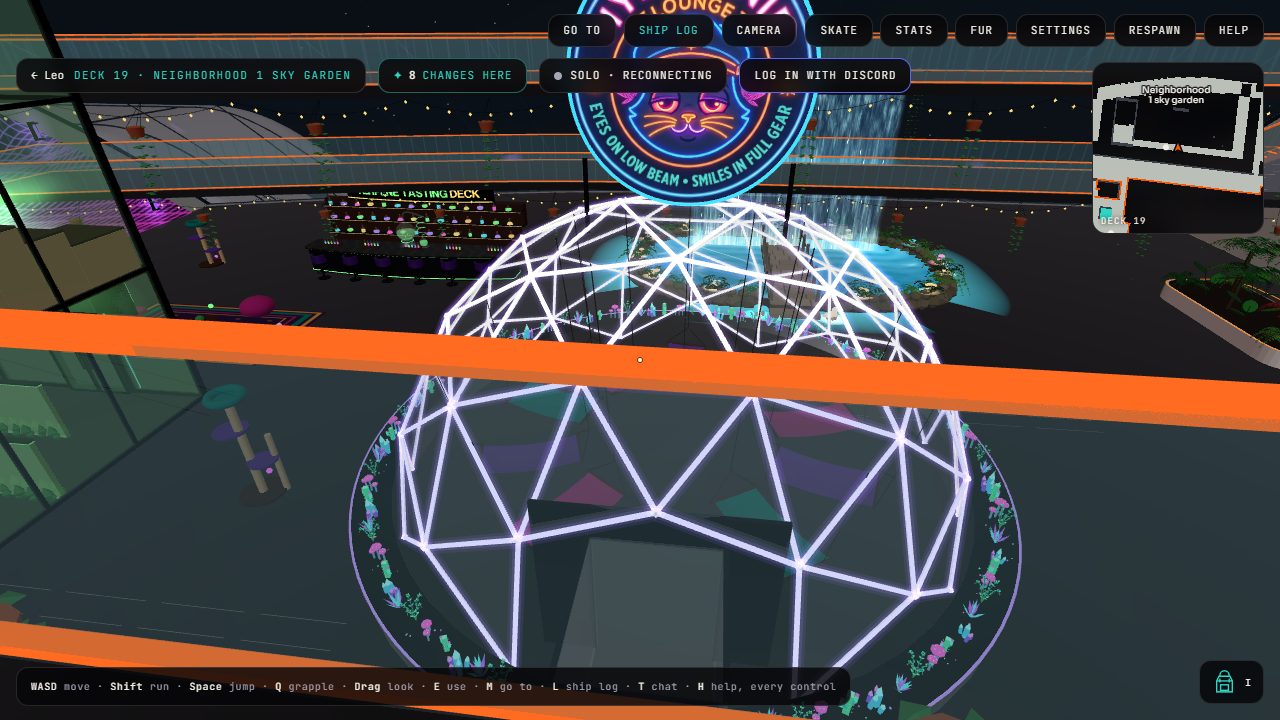 GO TO
SHIP LOG
CAMERA
SKATE
STATS
FUR
SETTINGS
RESPAWN
HELP
← Leo DECK 19 · NEIGHBORHOOD 1 SKY GARDEN
✦ 8 CHANGES HERE
SOLO · RECONNECTING
LOG IN WITH DISCORD
LOUNGE
EYES ON LOW BEAM • SMILES IN FULL GEAR
TASTING DECK
Neighborhood
1 sky garden
DECK 19
WASD move · Shift run · Space jump · Q grapple · Drag look · E use · M go to · L ship log · T chat · H help, every control
I